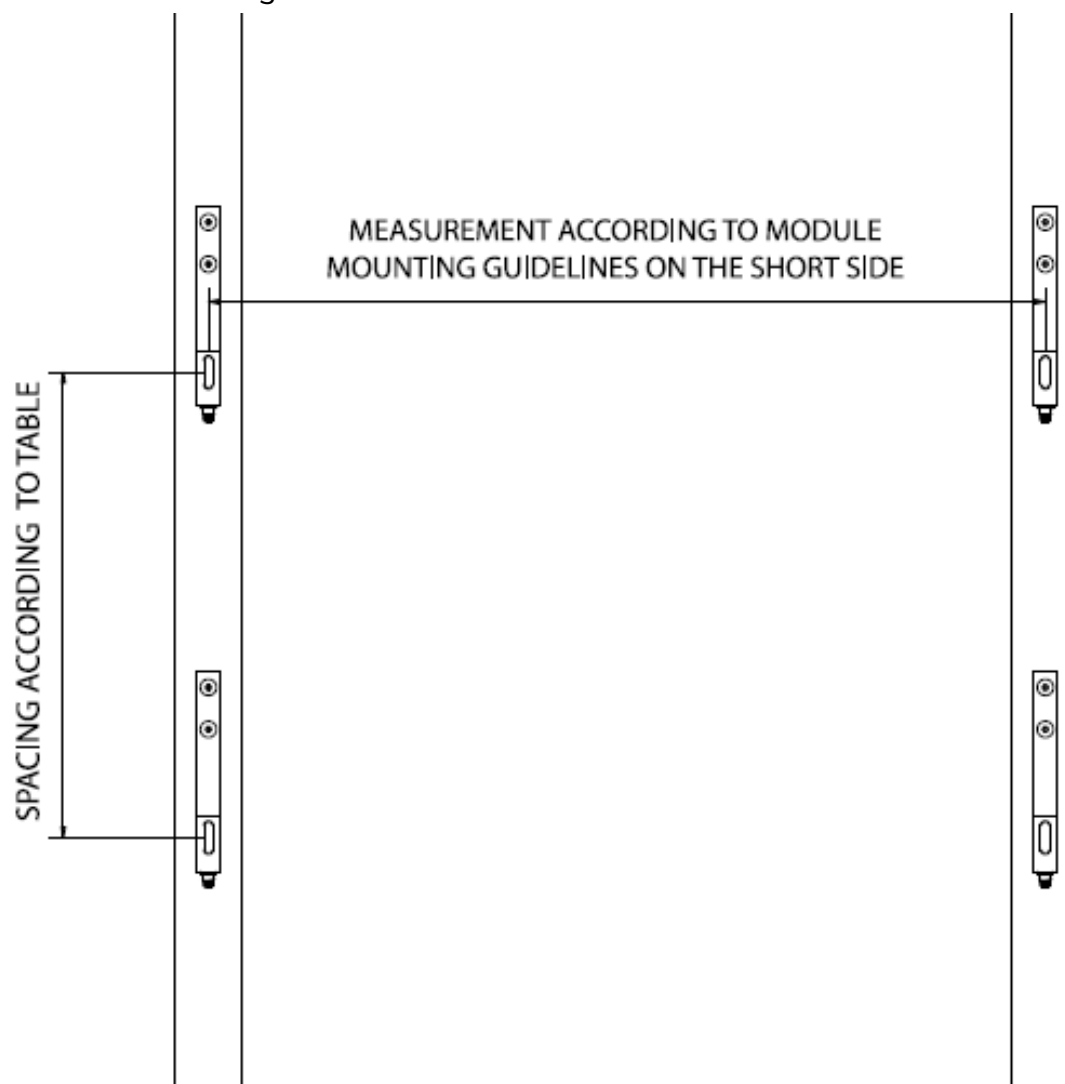 MEASUREMENT ACCORDING TO MODULE
MOUNTING GUIDELINES ON THE SHORT SIDE
SPACING ACCORDING TO TABLE